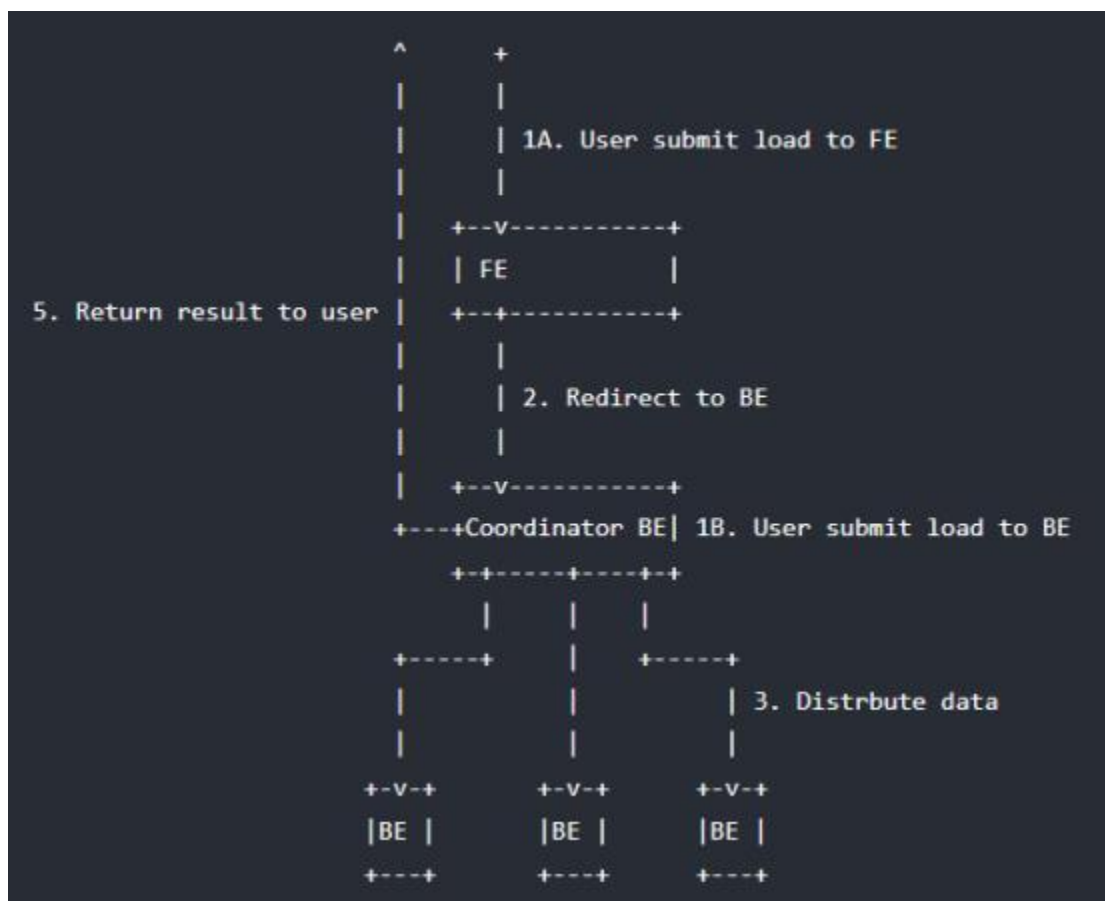 1A. User submit load to FE
FE
5. Return result to user
2. Redirect to BE
Coordinator BE 1B. User submit load to BE
3. Distrbute data
BE BE BE